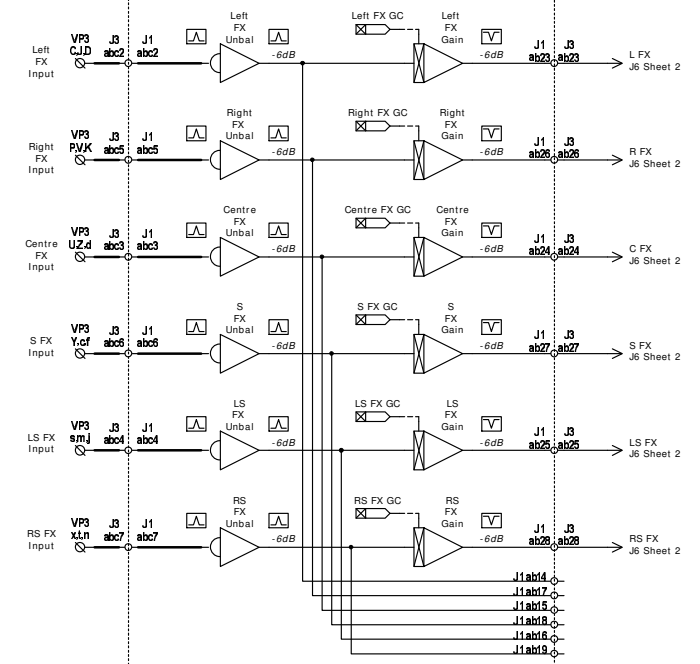 Left
FX
Unbal
Left FX GC
Left
FX
Gain
Left
FX
Input
VP3
C,J,D
J3
abc2
J1
abc2
-6dB
-6dB
J1
ab23
J3
ab23
L FX
J6 Sheet 2
Right
FX
Unbal
Right FX GC
Right
FX
Gain
Right
FX
Input
VP3
P,V,K
J3
abc5
J1
abc5
-6dB
-6dB
J1
ab26
J3
ab26
R FX
J6 Sheet 2
Centre
FX
Unbal
Centre FX GC
Centre
FX
Gain
Centre
FX
Input
VP3
U,Z,d
J3
abc3
J1
abc3
-6dB
-6dB
J1
ab24
J3
ab24
C FX
J6 Sheet 2
S
FX
Unbal
S FX GC
S
FX
Gain
S FX
Input
VP3
Y,c,f
J3
abc6
J1
abc6
-6dB
-6dB
J1
ab27
J3
ab27
S FX
J6 Sheet 2
LS
FX
Unbal
LS FX GC
LS
FX
Gain
LS FX
Input
VP3
s,m,j
J3
abc4
J1
abc4
-6dB
-6dB
J1
ab25
J3
ab25
LS FX
J6 Sheet 2
RS
FX
Unbal
RS FX GC
RS
FX
Gain
RS FX
Input
VP3
x,t,n
J3
abc7
J1
abc7
-6dB
-6dB
J1
ab28
J3
ab28
RS FX
J6 Sheet 2
J1ab14
J1ab17
J1ab15
J1ab18
J1ab16
J1ab19